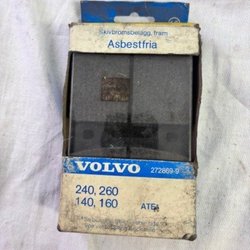 Skivbromsbelägg, fram
Asbestfria
VOLVO
272869-9
240, 260
140, 160
ATE